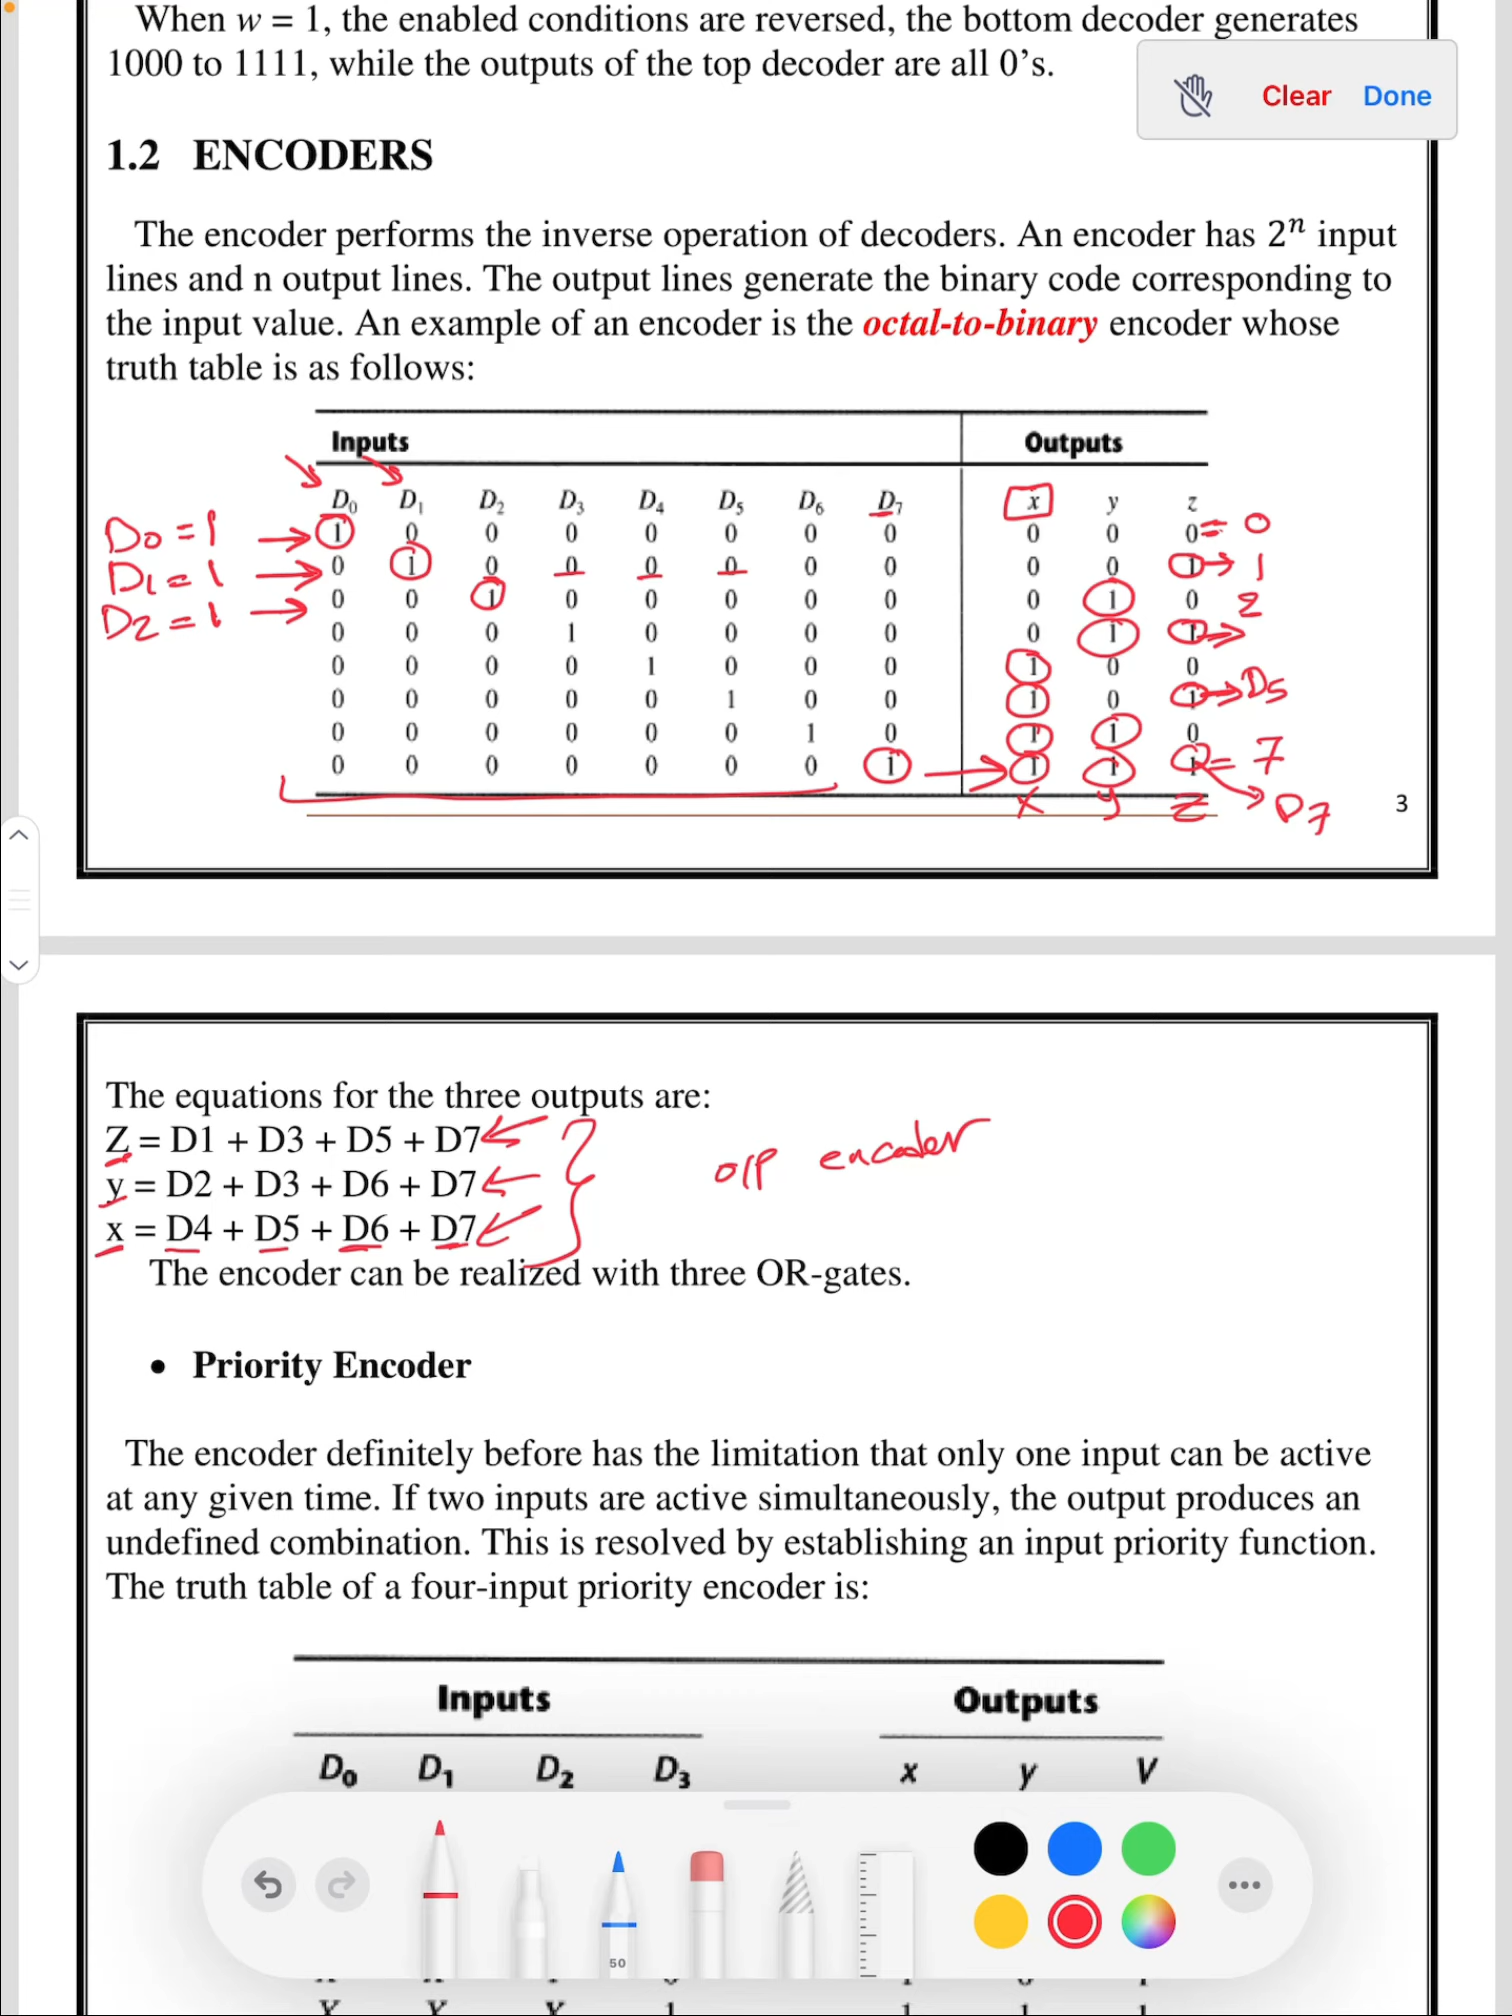 When w = 1, the enabled conditions are reversed, the bottom decoder generates
1000 to 1111, while the outputs of the top decoder are all 0's.
Clear Done
1.2 ENCODERS
The encoder performs the inverse operation of decoders. An encoder has 2ⁿ input
lines and n output lines. The output lines generate the binary code corresponding to
the input value. An example of an encoder is the octal-to-binary encoder whose
truth table is as follows:
Inputs Outputs
D₀ D₁ D₂ D₃ D₄ D₅ D₆ D₇ x y z
D0 = 1 1 0 0 0 0 0 0 0 0 0 0 = 0
D1 = 1 0 1 0 0 0 0 0 0 0 0 1 → 1
D2 = 1 0 0 1 0 0 0 0 0 0 1 0 2
0 0 0 1 0 0 0 0 0 1 1
0 0 0 0 1 0 0 0 1 0 0
0 0 0 0 0 1 0 0 1 0 1 → D5
0 0 0 0 0 0 1 0 1 1 0
0 0 0 0 0 0 0 1 1 1 1 = 7
x y z D7
3
The equations for the three outputs are:
Z = D1 + D3 + D5 + D7
y = D2 + D3 + D6 + D7
x = D4 + D5 + D6 + D7
o/p encoder
The encoder can be realized with three OR-gates.
• Priority Encoder
The encoder definitely before has the limitation that only one input can be active
at any given time. If two inputs are active simultaneously, the output produces an
undefined combination. This is resolved by establishing an input priority function.
The truth table of a four-input priority encoder is:
Inputs Outputs
D₀ D₁ D₂ D₃ x y V
50